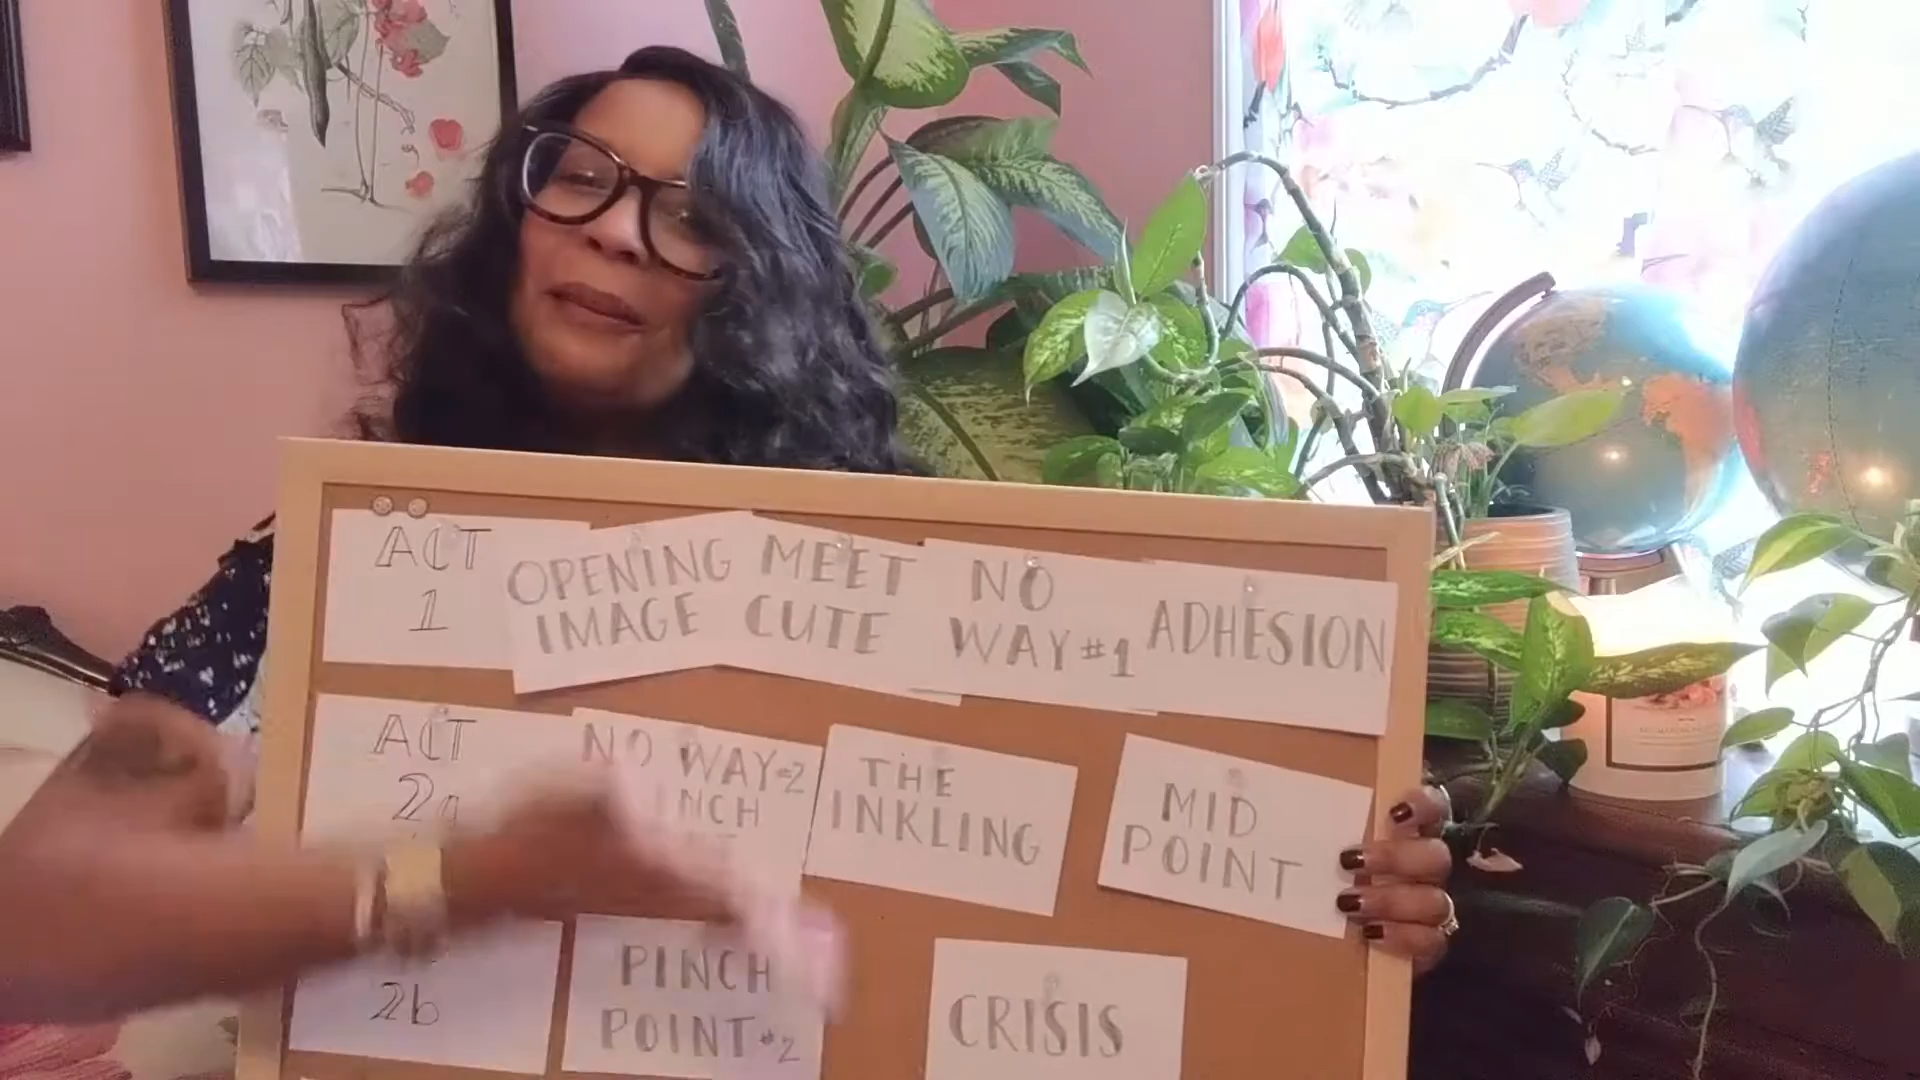 ACT
1
OPENING
IMAGE
MEET
CUTE
NO
WAY #1
ADHESION
ACT
2a
NO WAY #2
THE
INKLING
MID
POINT
2b
PINCH
POINT #2
CRISIS